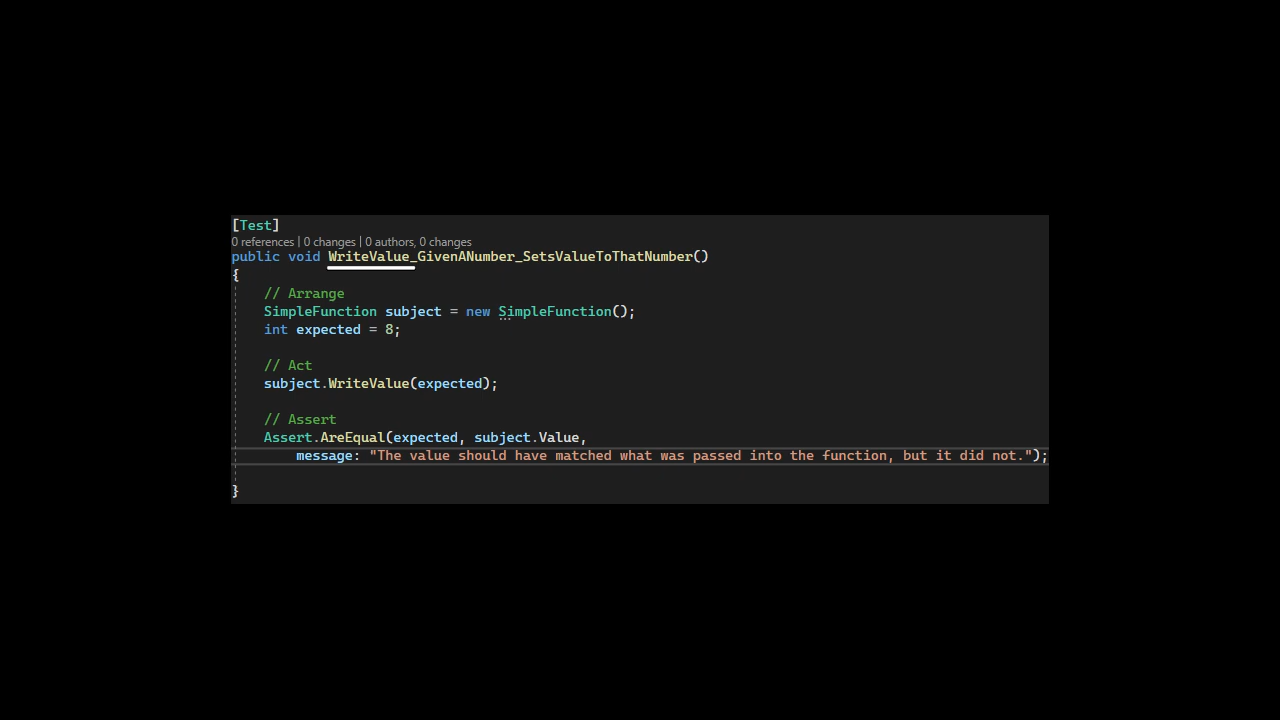 [Test]
0 references | 0 changes | 0 authors, 0 changes
public void WriteValue_GivenANumber_SetsValueToThatNumber()
{
// Arrange
SimpleFunction subject = new SimpleFunction();
int expected = 8;
// Act
subject.WriteValue(expected);
// Assert
Assert.AreEqual(expected, subject.Value,
message: "The value should have matched what was passed into the function, but it did not.");
}